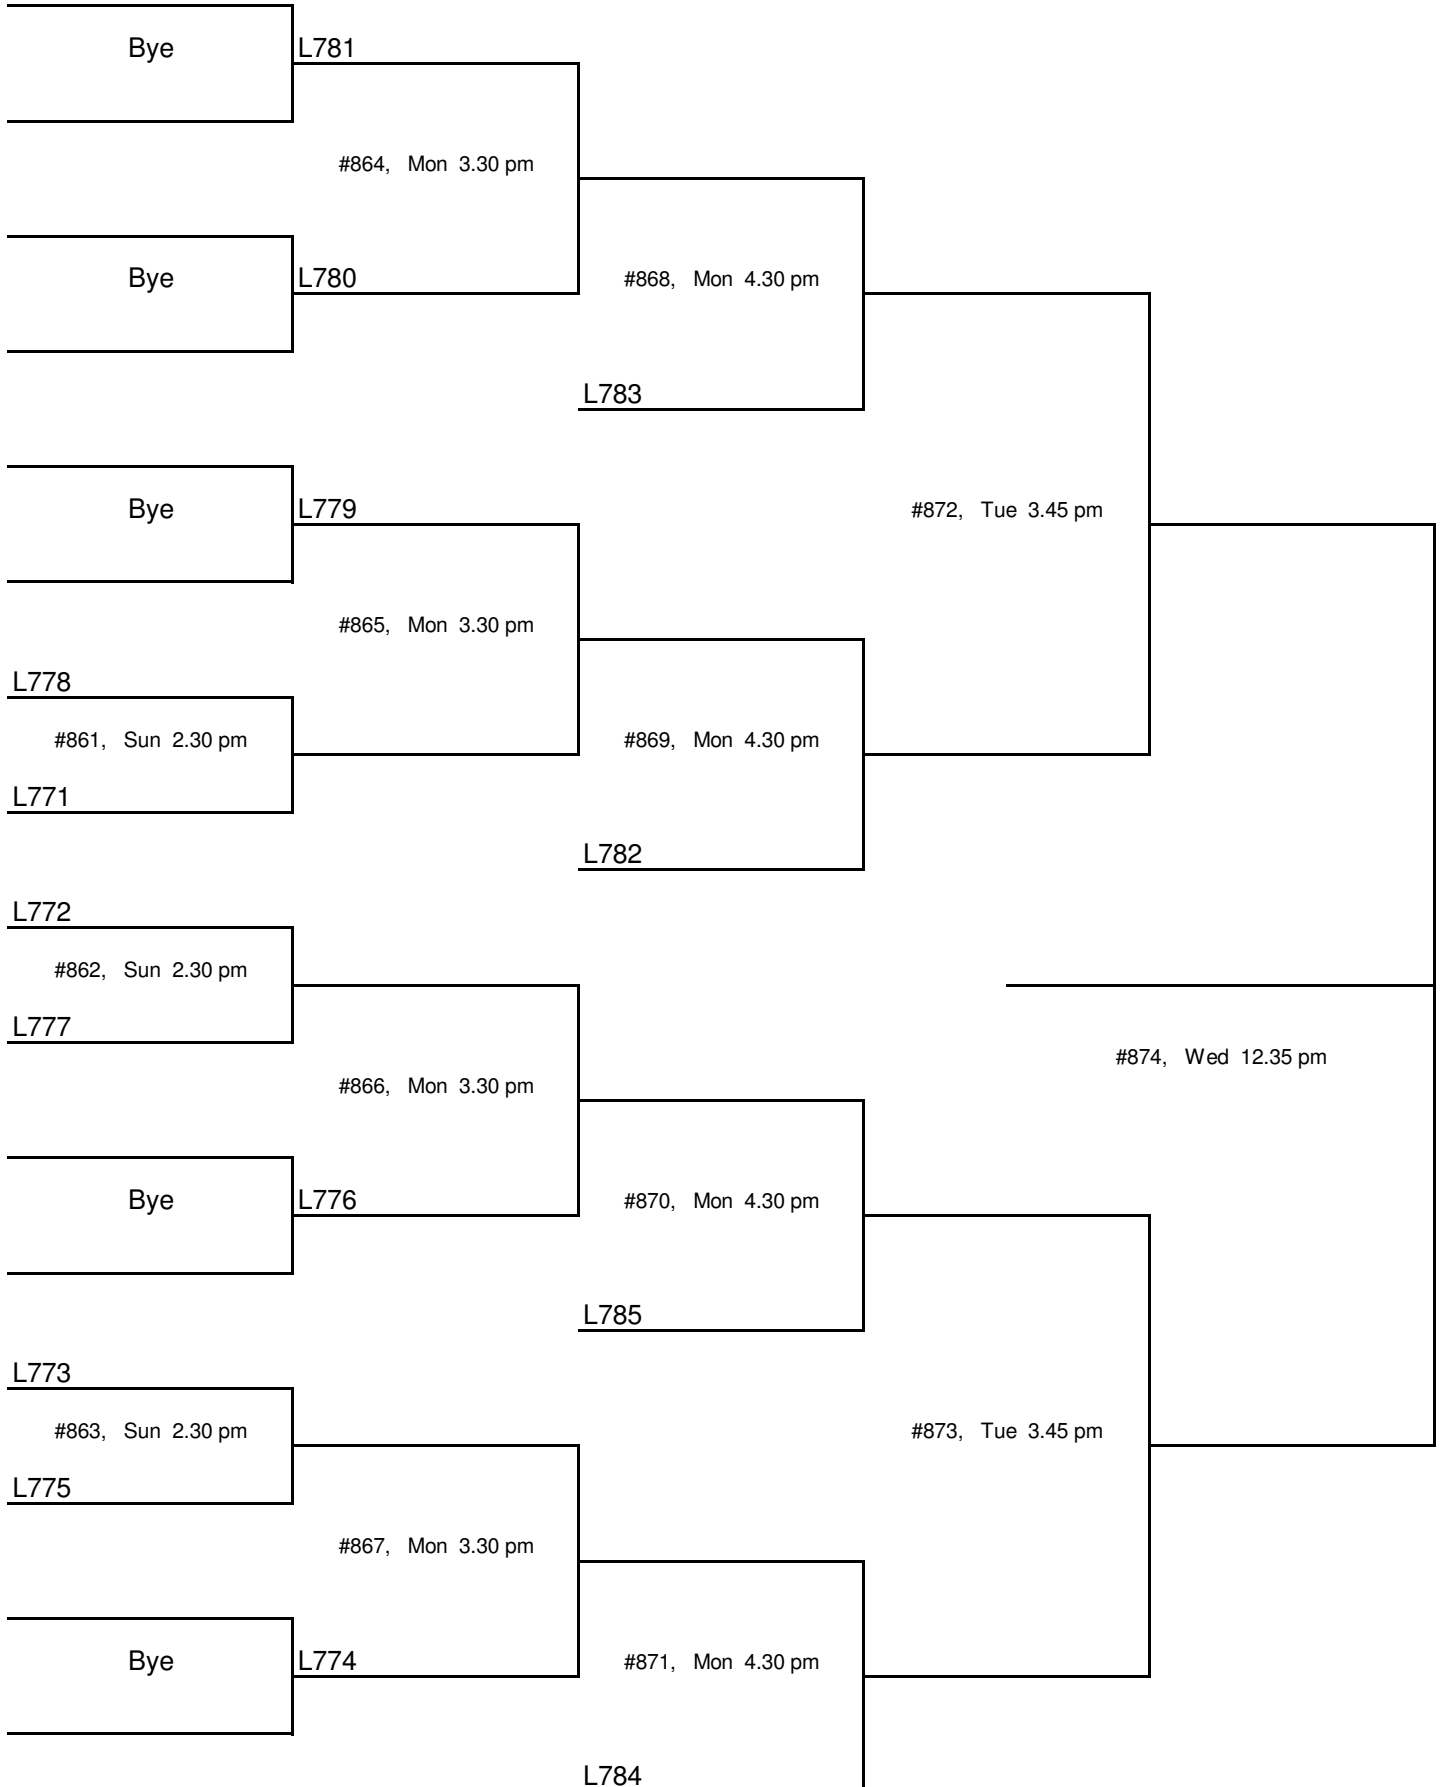 Bye
L781
#864, Mon 3.30 pm
Bye
L780
#868, Mon 4.30 pm
L783
Bye
L779
#872, Tue 3.45 pm
#865, Mon 3.30 pm
L778
#861, Sun 2.30 pm
#869, Mon 4.30 pm
L771
L782
L772
#862, Sun 2.30 pm
L777
#874, Wed 12.35 pm
#866, Mon 3.30 pm
Bye
L776
#870, Mon 4.30 pm
L785
L773
#863, Sun 2.30 pm
#873, Tue 3.45 pm
L775
#867, Mon 3.30 pm
Bye
L774
#871, Mon 4.30 pm
L784